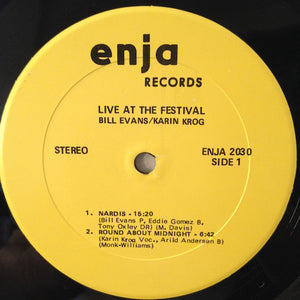 enja
RECORDS
LIVE AT THE FESTIVAL
BILL EVANS/KARIN KROG
STEREO
ENJA 2030
SIDE 1
1. NARDIS - 15:20
(Bill Evans P, Eddie Gomez B,
Tony Oxley DR) (M. Davis)
2. ROUND ABOUT MIDNIGHT - 6:42
(Karin Krog Voc., Arild Anderson B)
(Monk-Williams)